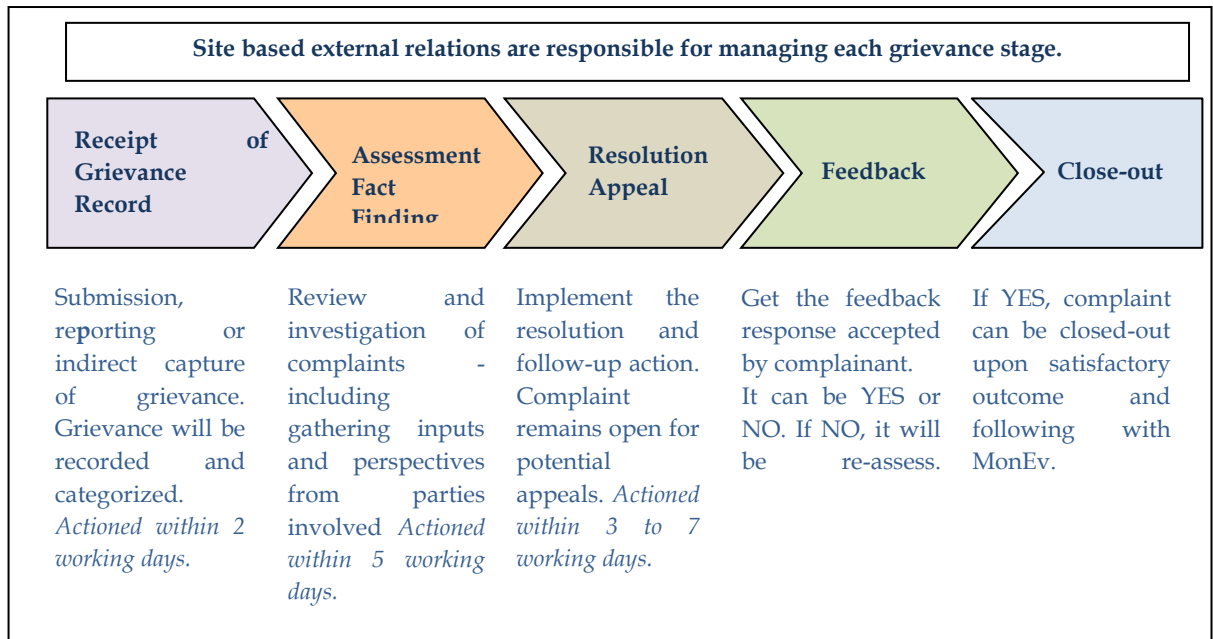 Site based external relations are responsible for managing each grievance stage.
Receipt of
Grievance
Record
Assessment
Fact
Finding
Resolution
Appeal
Feedback
Close-out
Submission,
reporting or
indirect capture
of grievance.
Grievance will be
recorded and
categorized.
Actioned within 2
working days.
Review and
investigation of
complaints -
including
gathering inputs
and perspectives
from parties
involved Actioned
within 5 working
days.
Implement the
resolution and
follow-up action.
Complaint
remains open for
potential
appeals. Actioned
within 3 to 7
working days.
Get the feedback
response accepted
by complainant.
It can be YES or
NO. If NO, it will
be re-assess.
If YES, complaint
can be closed-out
upon satisfactory
outcome and
following with
MonEv.